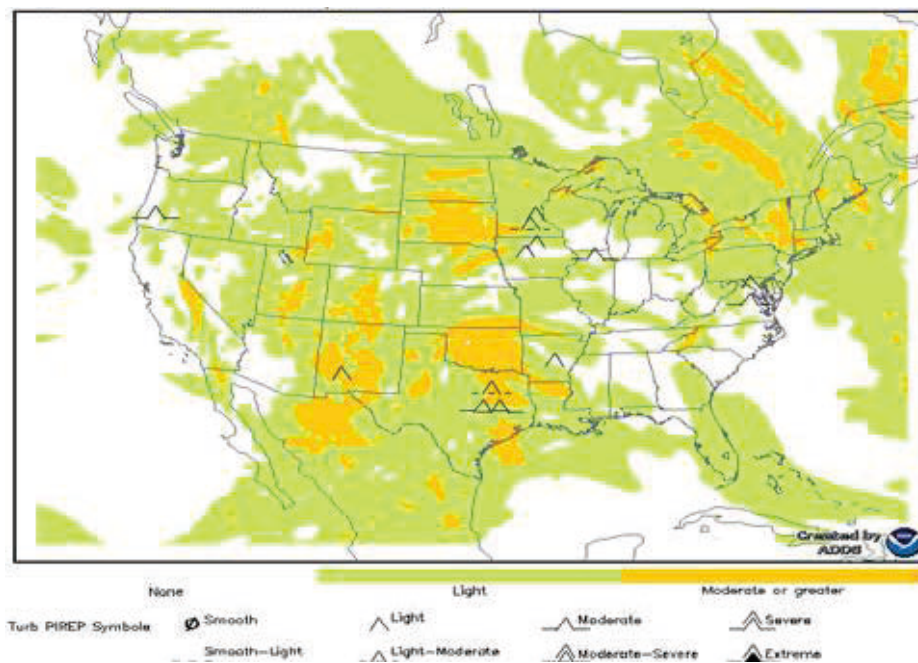 Created by
ADDS
None Light Moderate or greater
Turb PIREP Symbols Smooth Light Moderate Severe
Smooth-Light Light-Moderate Moderate-Severe Extreme